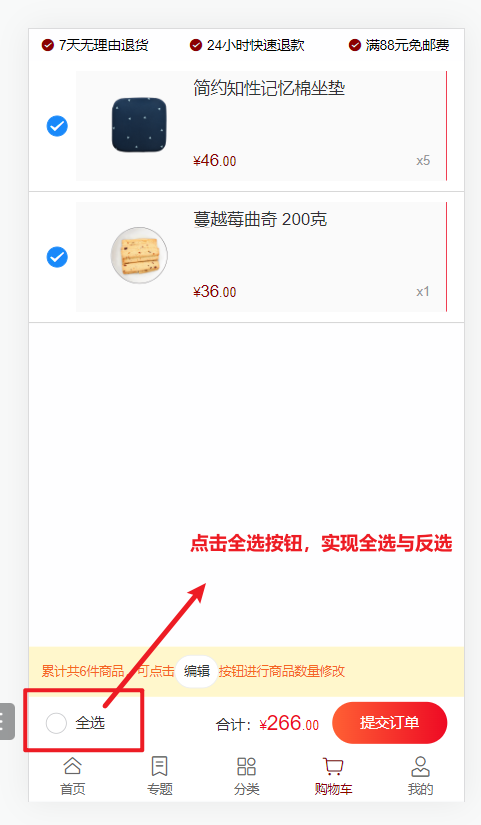 7天无理由退货 24小时快速退款 满88元免邮费
简约知性记忆棉坐垫
¥46.00 x5
蔓越莓曲奇 200克
¥36.00 x1
点击全选按钮，实现全选与反选
累计共6件商品，可点击 编辑 按钮进行商品数量修改
全选 合计：¥266.00 提交订单
首页 专题 分类 购物车 我的